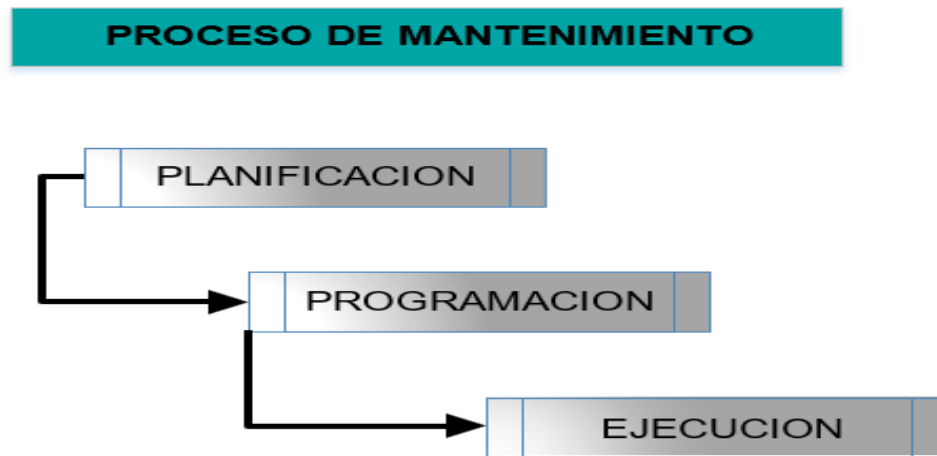 PROCESO DE MANTENIMIENTO
PLANIFICACION
PROGRAMACION
EJECUCION